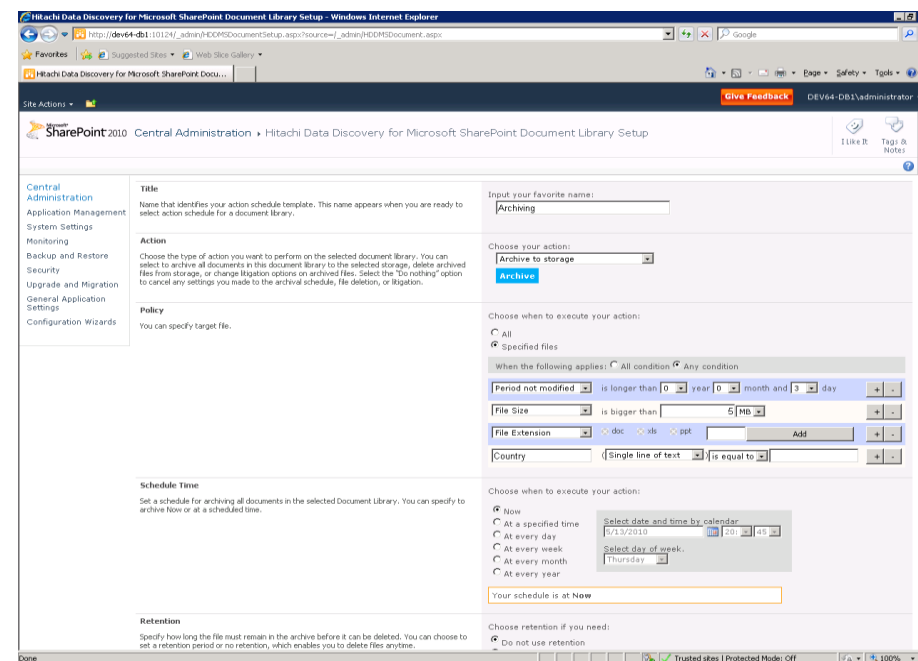 Hitachi Data Discovery for Microsoft SharePoint Document Library Setup - Windows Internet Explorer
http://dev64-db1:10124/_admin/HDDMSDocumentSetup.aspx?source=/_admin/HDDMSDocument.aspx
Google
Favorites
Suggested Sites
Web Slice Gallery
Hitachi Data Discovery for Microsoft SharePoint Docu...
Page
Safety
Tools
Site Actions
Give Feedback
DEV64-DB1\administrator
Microsoft
SharePoint 2010
Central Administration
Hitachi Data Discovery for Microsoft SharePoint Document Library Setup
I Like It
Tags &
Notes
Central
Administration
Application Management
System Settings
Monitoring
Backup and Restore
Security
Upgrade and Migration
General Application
Settings
Configuration Wizards
Title
Name that identifies your action schedule template. This name appears when you are ready to
select action schedule for a document library.
Input your favorite name:
Archiving
Action
Choose the type of action you want to perform on the selected document library. You can
select to archive all documents in this document library to the selected storage, delete archived
files from storage, or change litigation options on archived files. Select the "Do nothing" option
to cancel any settings you made to the archival schedule, file deletion, or litigation.
Choose your action:
Archive to storage
Archive
Policy
You can specify target file.
Choose when to execute your action:
All
Specified files
When the following applies: All condition Any condition
Period not modified is longer than 0 year 0 month and 3 day + -
File Size is bigger than 5 MB + -
File Extension doc xls ppt Add + -
Country ( Single line of text ) is equal to + -
Schedule Time
Set a schedule for archiving all documents in the selected Document Library. You can specify to
archive Now or at a scheduled time.
Choose when to execute your action:
Now
At a specified time
At every day
At every week
At every month
At every year
Select date and time by calendar
5/13/2010 20: 45
Select day of week.
Thursday
Your schedule is at Now
Retention
Specify how long the file must remain in the archive before it can be deleted. You can choose to
set a retention period or no retention, which enables you to delete files anytime.
Choose retention if you need:
Do not use retention
Done
Trusted sites | Protected Mode: Off
100%